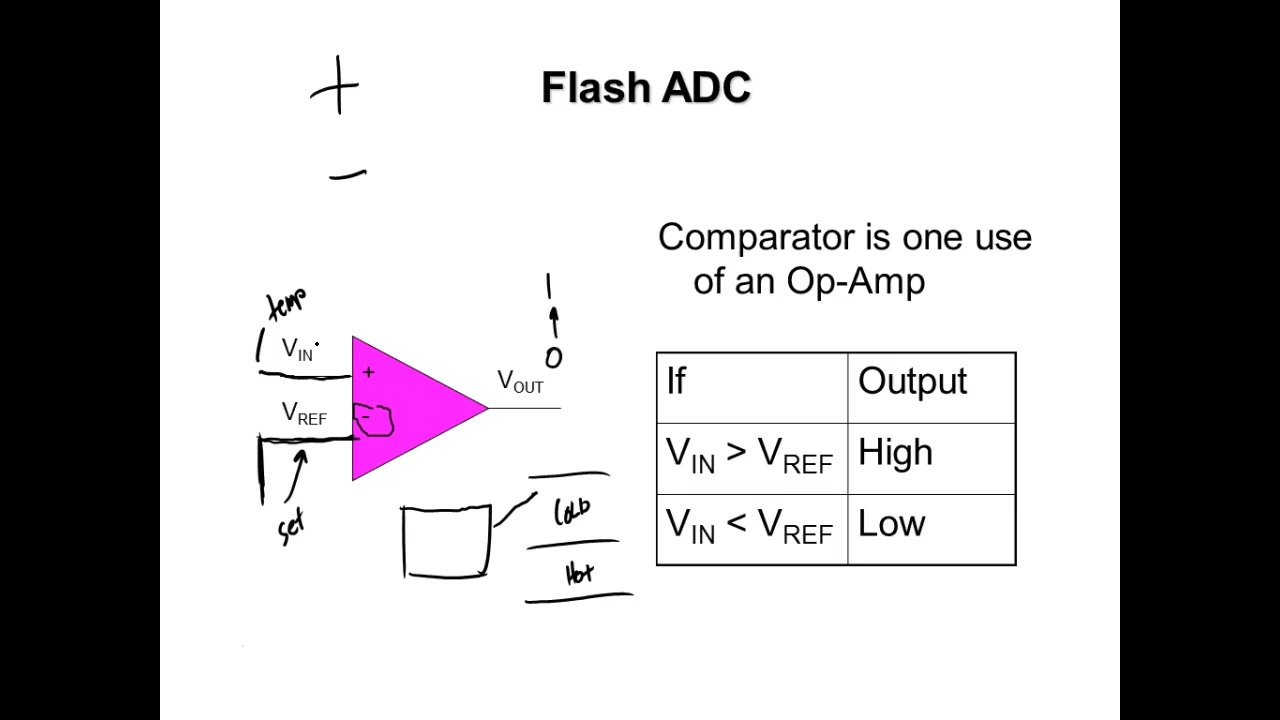 +
Flash ADC
-
Comparator is one use
of an Op-Amp
1
temp
VIN
+
0
VOUT
VREF
-
set
COLD
Hot
If Output
VIN > VREF High
VIN < VREF Low